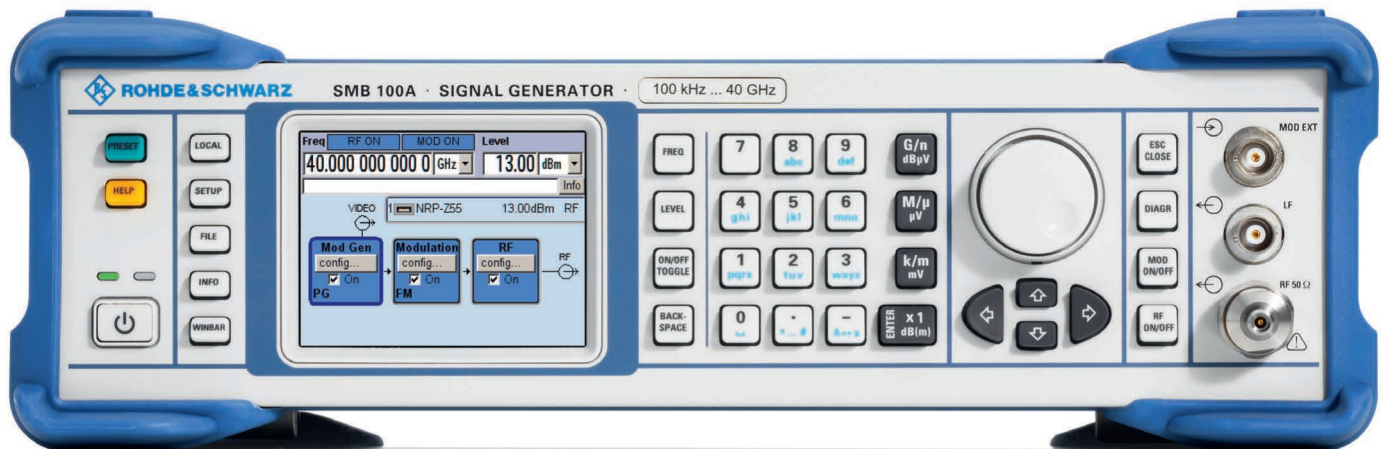 ROHDE&SCHWARZ
SMB 100A · SIGNAL GENERATOR ·
100 kHz ... 40 GHz
PRESET
HELP
LOCAL
SETUP
FILE
INFO
WINBAR
Freq RF ON MOD ON Level
40.000 000 000 0 GHz 13.00 dBm
Info
VIDEO 1 NRP-Z55 13.00dBm RF
Mod Gen Modulation RF
config... config... config... RF
On On On
PG FM
FREQ
LEVEL
ON/OFF
TOGGLE
BACK-
SPACE
7 8 9 G/n
abc def dBµV
4 5 6 M/µ
ghi jkl mno µV
1 2 3 k/m
pqrs tuv wxyz mV
0 . – ENTER x1
*...# A↔a dB(m)
ESC
CLOSE
DIAGR
MOD
ON/OFF
RF
ON/OFF
MOD EXT
LF
RF 50 Ω